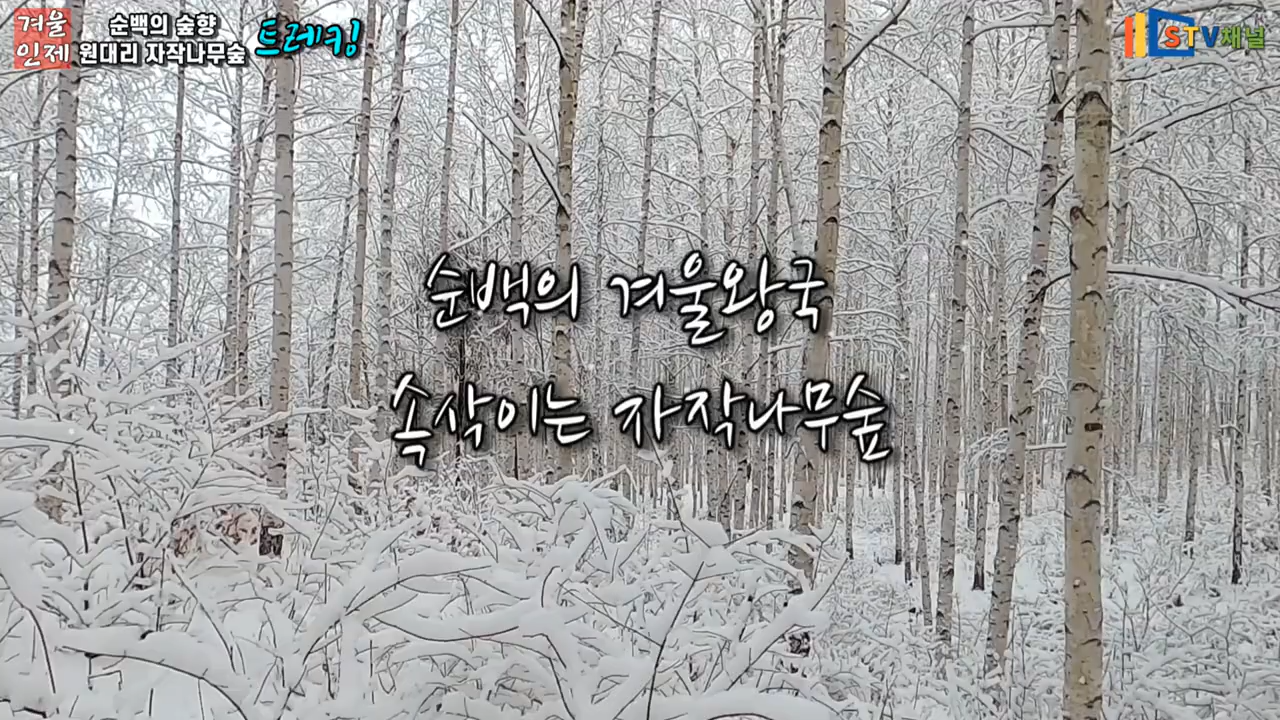 겨울
인제
순백의 숲향
원대리 자작나무숲
트레킹
STV채널
순백의 겨울왕국
속삭이는 자작나무숲